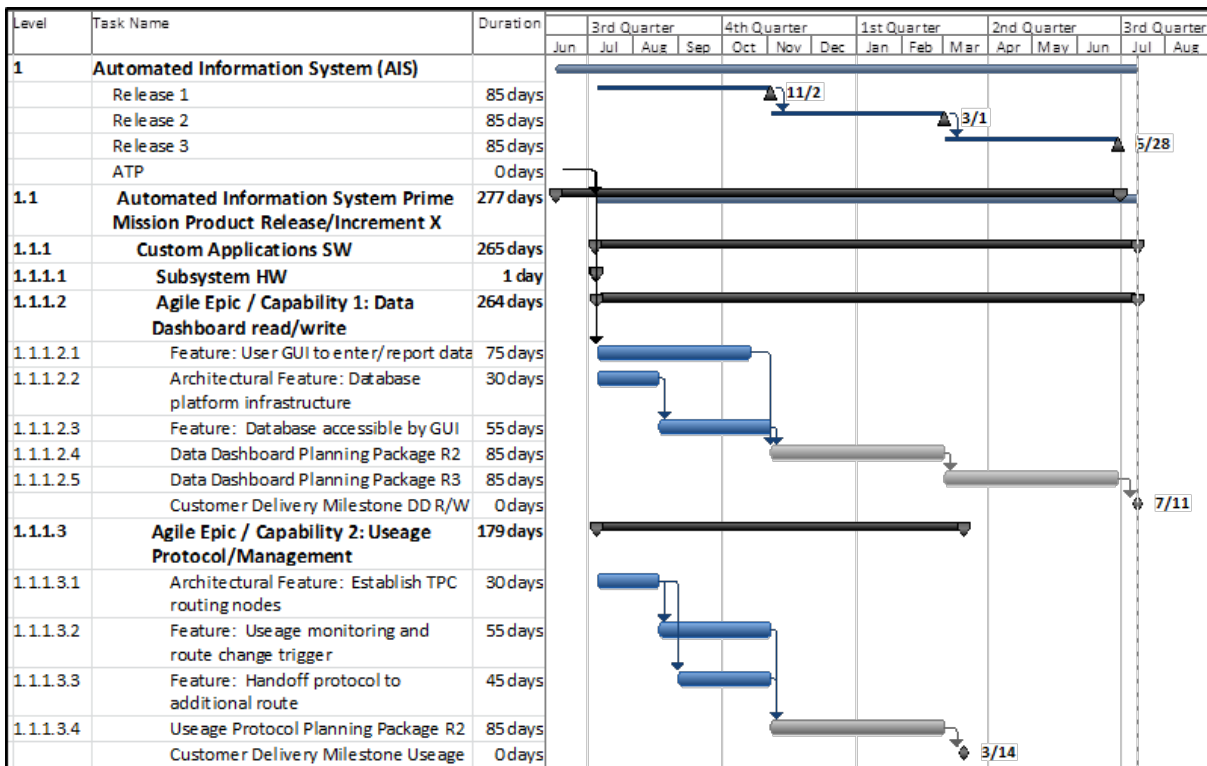 Level Task Name Duration 3rd Quarter 4th Quarter 1st Quarter 2nd Quarter 3rd Quarter
Jun Jul Aug Sep Oct Nov Dec Jan Feb Mar Apr May Jun Jul Aug
1 Automated Information System (AIS)
Release 1 85 days 11/2
Release 2 85 days 3/1
Release 3 85 days 6/28
ATP 0 days
1.1 Automated Information System Prime 277 days
Mission Product Release/Increment X
1.1.1 Custom Applications SW 265 days
1.1.1.1 Subsystem HW 1 day
1.1.1.2 Agile Epic / Capability 1: Data 264 days
Dashboard read/write
1.1.1.2.1 Feature: User GUI to enter/report data 75 days
1.1.1.2.2 Architectural Feature: Database 30 days
platform infrastructure
1.1.1.2.3 Feature: Database accessible by GUI 55 days
1.1.1.2.4 Data Dashboard Planning Package R2 85 days
1.1.1.2.5 Data Dashboard Planning Package R3 85 days
Customer Delivery Milestone DD R/W 0 days 7/11
1.1.1.3 Agile Epic / Capability 2: Useage 179 days
Protocol/Management
1.1.1.3.1 Architectural Feature: Establish TPC 30 days
routing nodes
1.1.1.3.2 Feature: Useage monitoring and 55 days
route change trigger
1.1.1.3.3 Feature: Handoff protocol to 45 days
additional route
1.1.1.3.4 Useage Protocol Planning Package R2 85 days
Customer Delivery Milestone Useage 0 days 3/14